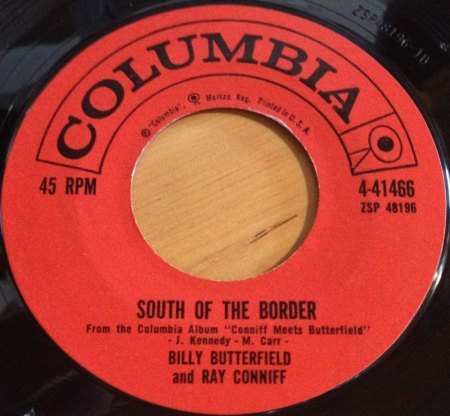 COLUMBIA
® "Columbia", Marcas Reg. Printed in U.S.A.
45 RPM
4-41466
ZSP 48196
SOUTH OF THE BORDER
From the Columbia Album "Conniff Meets Butterfield"
- J. Kennedy - M. Carr -
BILLY BUTTERFIELD
and RAY CONNIFF